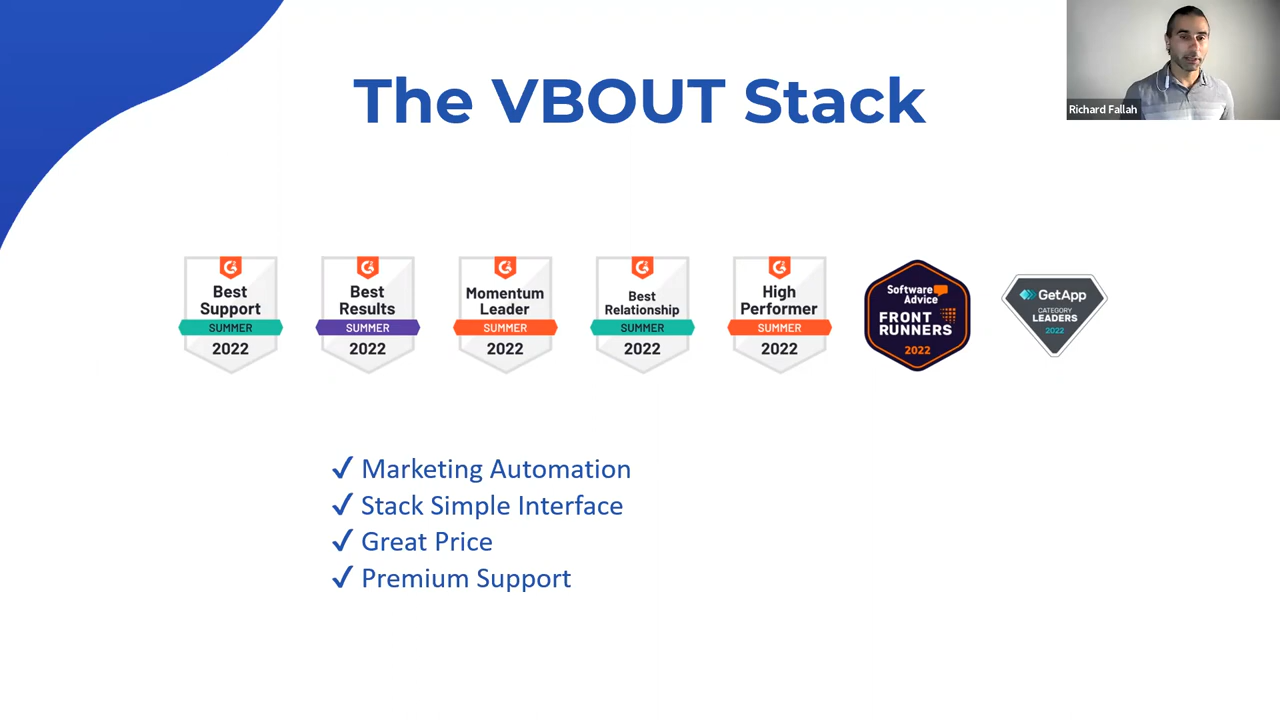 The VBOUT Stack
Richard Fallah
Best
Support
SUMMER
2022
Best
Results
SUMMER
2022
Momentum
Leader
SUMMER
2022
Best
Relationship
SUMMER
2022
High
Performer
SUMMER
2022
Software
Advice
FRONT
RUNNERS
2022
GetApp
CATEGORY
LEADERS
2022
✓ Marketing Automation
✓ Stack Simple Interface
✓ Great Price
✓ Premium Support